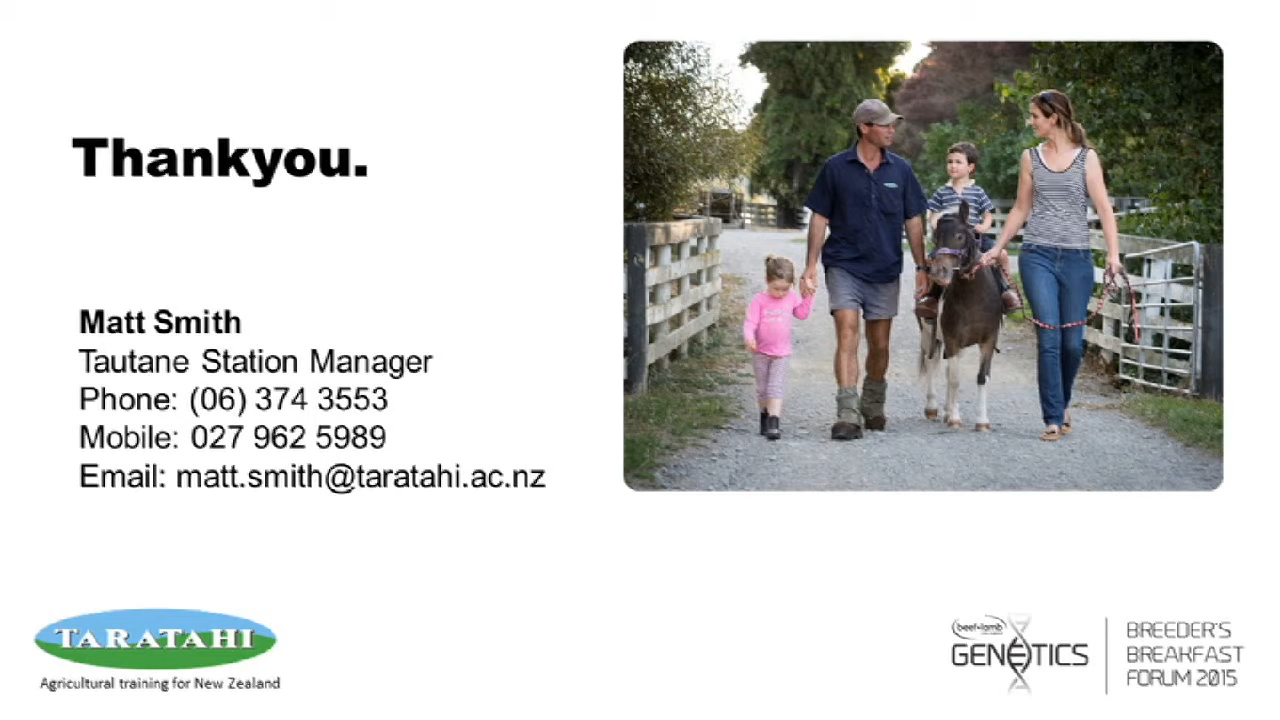 Thankyou.
Matt Smith
Tautane Station Manager
Phone: (06) 374 3553
Mobile: 027 962 5989
Email: matt.smith@taratahi.ac.nz
TARATAHI
Agricultural training for New Zealand
beef+lamb
GENETICS
BREEDER'S
BREAKFAST
FORUM 2015